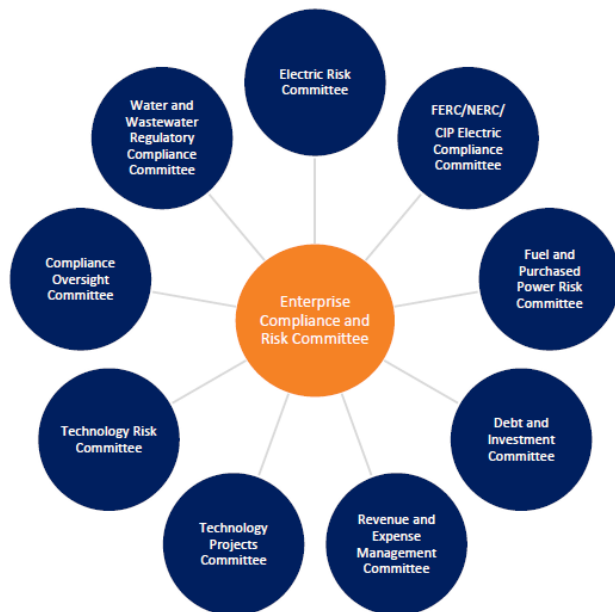 Electric Risk
Committee
FERC/NERC/
CIP Electric
Compliance
Committee
Fuel and
Purchased
Power Risk
Committee
Debt and
Investment
Committee
Revenue and
Expense
Management
Committee
Technology
Projects
Committee
Technology Risk
Committee
Compliance
Oversight
Committee
Water and
Wastewater
Regulatory
Compliance
Committee
Enterprise
Compliance and
Risk Committee